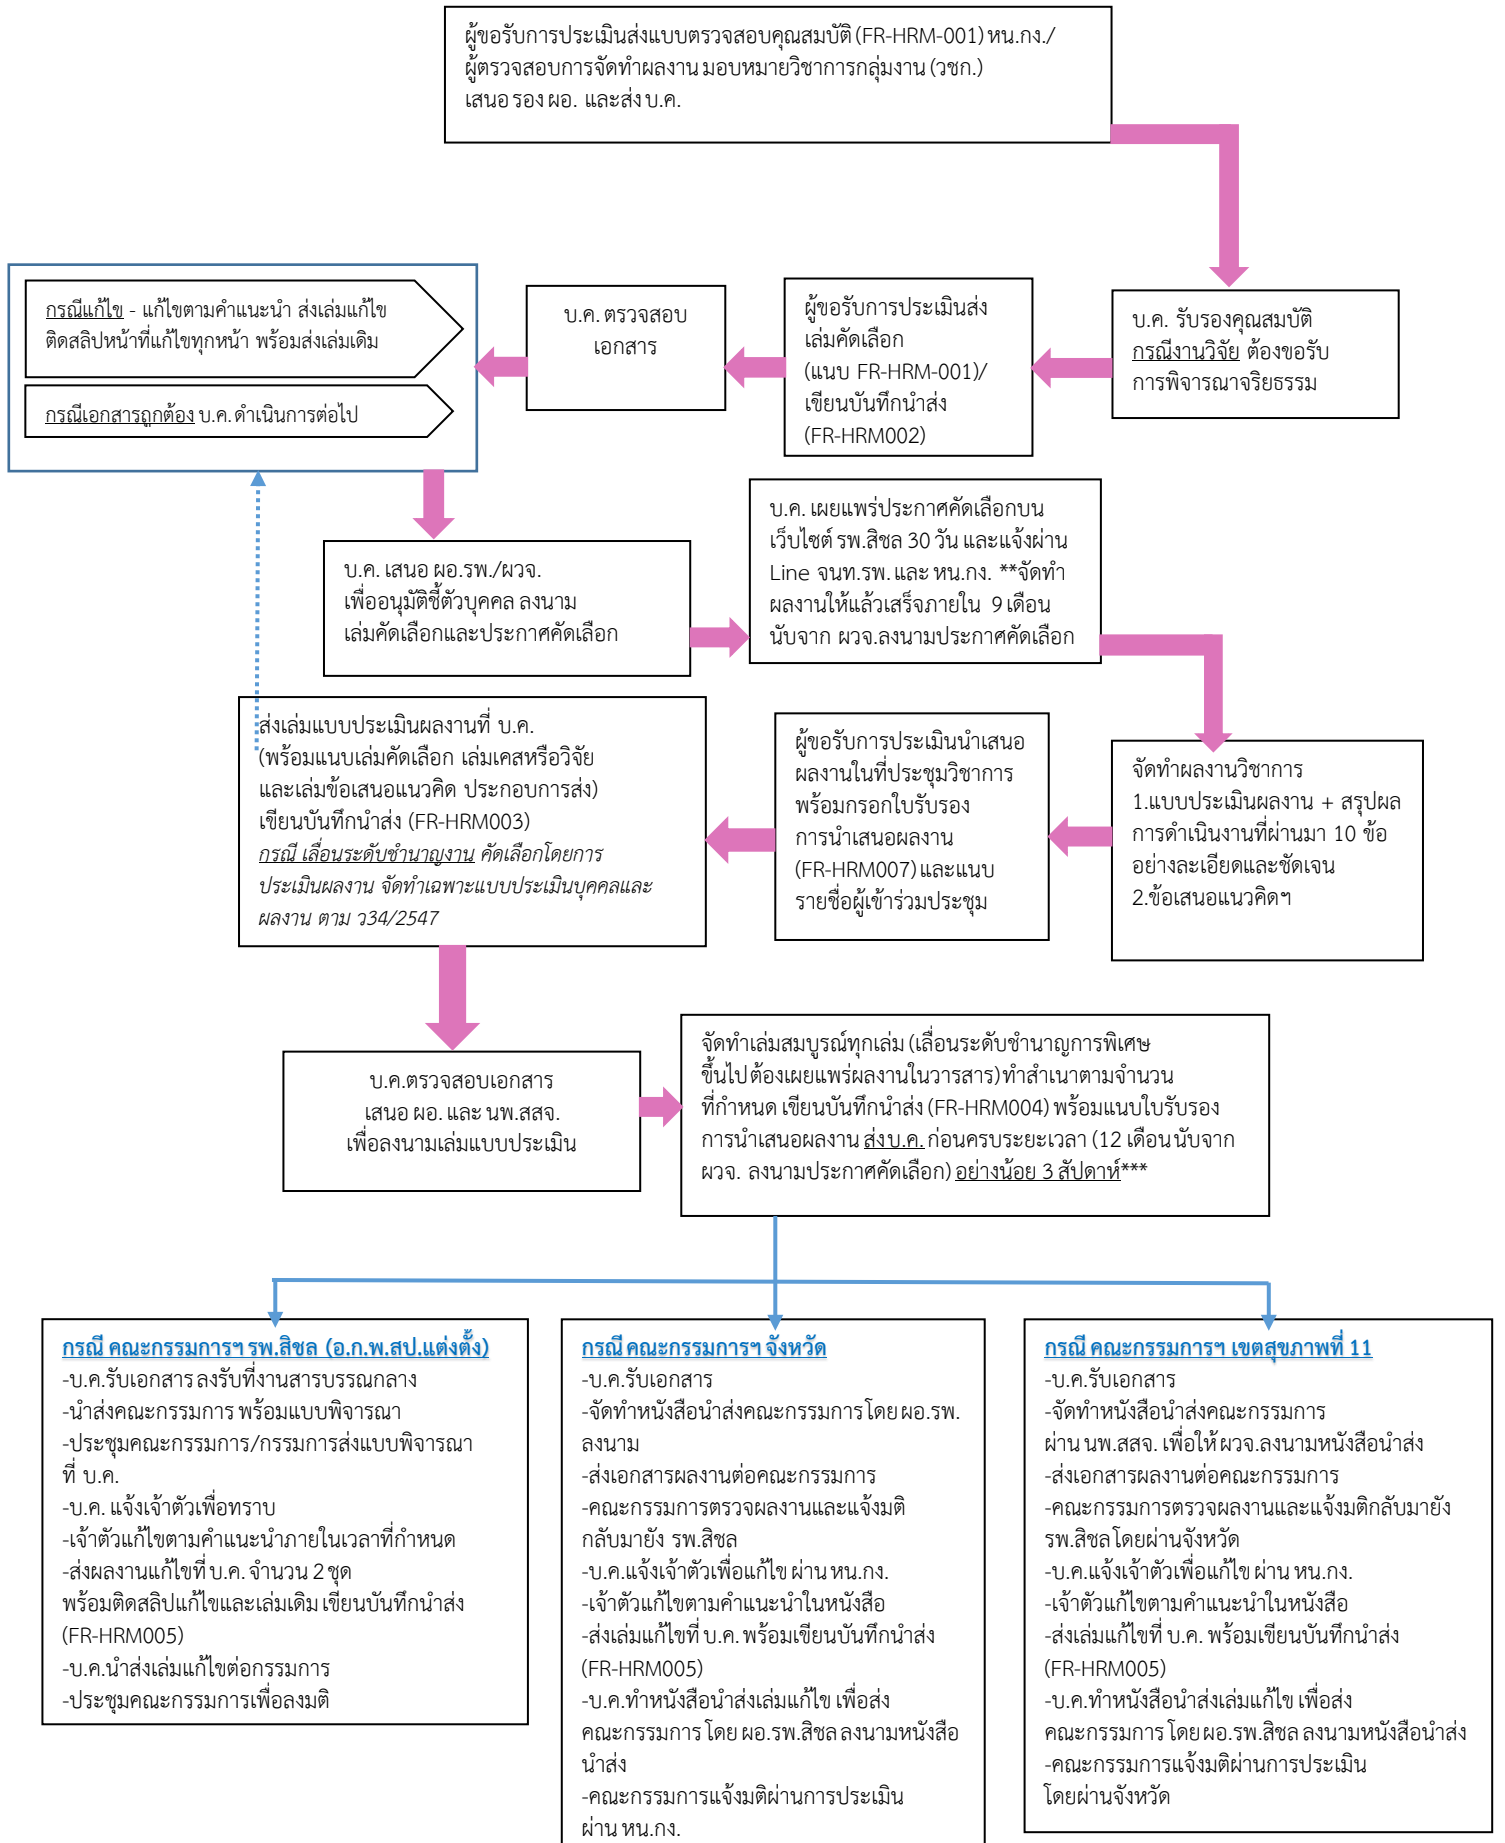 ผู้ขอรับการประเมินส่งแบบตรวจสอบคุณสมบัติ (FR-HRM-001) หน.กง./
ผู้ตรวจสอบการจัดทำผลงาน มอบหมายวิชาการกลุ่มงาน (วชก.)
เสนอ รอง ผอ. และส่ง บ.ค.
บ.ค. รับรองคุณสมบัติ
กรณีงานวิจัย ต้องขอรับ
การพิจารณาจริยธรรม
ผู้ขอรับการประเมินส่ง
เล่มคัดเลือก
(แนบ FR-HRM-001)/
เขียนบันทึกนำส่ง
(FR-HRM002)
บ.ค. ตรวจสอบ
เอกสาร
กรณีแก้ไข - แก้ไขตามคำแนะนำ ส่งเล่มแก้ไข
ติดสลิปหน้าที่แก้ไขทุกหน้า พร้อมส่งเล่มเดิม
กรณีเอกสารถูกต้อง บ.ค. ดำเนินการต่อไป
บ.ค. เสนอ ผอ.รพ./ผวจ.
เพื่ออนุมัติชี้ตัวบุคคล ลงนาม
เล่มคัดเลือกและประกาศคัดเลือก
บ.ค. เผยแพร่ประกาศคัดเลือกบน
เว็บไซต์ รพ.สิชล 30 วัน และแจ้งผ่าน
Line จนท.รพ. และ หน.กง. **จัดทำ
ผลงานให้แล้วเสร็จภายใน 9 เดือน
นับจาก ผวจ.ลงนามประกาศคัดเลือก
จัดทำผลงานวิชาการ
1.แบบประเมินผลงาน + สรุปผล
การดำเนินงานที่ผ่านมา 10 ข้อ
อย่างละเอียดและชัดเจน
2.ข้อเสนอแนวคิดฯ
ผู้ขอรับการประเมินนำเสนอ
ผลงานในที่ประชุมวิชาการ
พร้อมกรอกใบรับรอง
การนำเสนอผลงาน
(FR-HRM007) และแนบ
รายชื่อผู้เข้าร่วมประชุม
ส่งเล่มแบบประเมินผลงานที่ บ.ค.
(พร้อมแนบเล่มคัดเลือก เล่มเคสหรือวิจัย
และเล่มข้อเสนอแนวคิด ประกอบการส่ง)
เขียนบันทึกนำส่ง (FR-HRM003)
กรณี เลื่อนระดับชำนาญงาน คัดเลือกโดยการ
ประเมินผลงาน จัดทำเฉพาะแบบประเมินบุคคลและ
ผลงาน ตาม ว34/2547
บ.ค.ตรวจสอบเอกสาร
เสนอ ผอ. และ นพ.สสจ.
เพื่อลงนามเล่มแบบประเมิน
จัดทำเล่มสมบูรณ์ทุกเล่ม (เลื่อนระดับชำนาญการพิเศษ
ขึ้นไป ต้องเผยแพร่ผลงานในวารสาร) ทำสำเนาตามจำนวน
ที่กำหนด เขียนบันทึกนำส่ง (FR-HRM004) พร้อมแนบใบรับรอง
การนำเสนอผลงาน ส่ง บ.ค. ก่อนครบระยะเวลา (12 เดือน นับจาก
ผวจ. ลงนามประกาศคัดเลือก) อย่างน้อย 3 สัปดาห์***
กรณี คณะกรรมการฯ รพ.สิชล (อ.ก.พ.สป.แต่งตั้ง)
-บ.ค.รับเอกสาร ลงรับที่งานสารบรรณกลาง
-นำส่งคณะกรรมการ พร้อมแบบพิจารณา
-ประชุมคณะกรรมการ/กรรมการส่งแบบพิจารณา
ที่ บ.ค.
-บ.ค. แจ้งเจ้าตัวเพื่อทราบ
-เจ้าตัวแก้ไขตามคำแนะนำภายในเวลาที่กำหนด
-ส่งผลงานแก้ไขที่ บ.ค. จำนวน 2 ชุด
พร้อมติดสลิปแก้ไขและเล่มเดิม เขียนบันทึกนำส่ง
(FR-HRM005)
-บ.ค.นำส่งเล่มแก้ไขต่อกรรมการ
-ประชุมคณะกรรมการเพื่อลงมติ
กรณี คณะกรรมการฯ จังหวัด
-บ.ค.รับเอกสาร
-จัดทำหนังสือนำส่งคณะกรรมการ โดย ผอ.รพ.
ลงนาม
-ส่งเอกสารผลงานต่อคณะกรรมการ
-คณะกรรมการตรวจผลงานและแจ้งมติ
กลับมายัง รพ.สิชล
-บ.ค.แจ้งเจ้าตัวเพื่อแก้ไข ผ่าน หน.กง.
-เจ้าตัวแก้ไขตามคำแนะนำในหนังสือ
-ส่งเล่มแก้ไขที่ บ.ค. พร้อมเขียนบันทึกนำส่ง
(FR-HRM005)
-บ.ค.ทำหนังสือนำส่งเล่มแก้ไข เพื่อส่ง
คณะกรรมการ โดย ผอ.รพ.สิชล ลงนามหนังสือ
นำส่ง
-คณะกรรมการแจ้งมติผ่านการประเมิน
ผ่าน หน.กง.
กรณี คณะกรรมการฯ เขตสุขภาพที่ 11
-บ.ค.รับเอกสาร
-จัดทำหนังสือนำส่งคณะกรรมการ
ผ่าน นพ.สสจ. เพื่อให้ ผวจ.ลงนามหนังสือนำส่ง
-ส่งเอกสารผลงานต่อคณะกรรมการ
-คณะกรรมการตรวจผลงานและแจ้งมติกลับมายัง
รพ.สิชล โดยผ่านจังหวัด
-บ.ค.แจ้งเจ้าตัวเพื่อแก้ไข ผ่าน หน.กง.
-เจ้าตัวแก้ไขตามคำแนะนำในหนังสือ
-ส่งเล่มแก้ไขที่ บ.ค. พร้อมเขียนบันทึกนำส่ง
(FR-HRM005)
-บ.ค.ทำหนังสือนำส่งเล่มแก้ไข เพื่อส่ง
คณะกรรมการ โดย ผอ.รพ.สิชล ลงนามหนังสือนำส่ง
-คณะกรรมการแจ้งมติผ่านการประเมิน
โดยผ่านจังหวัด